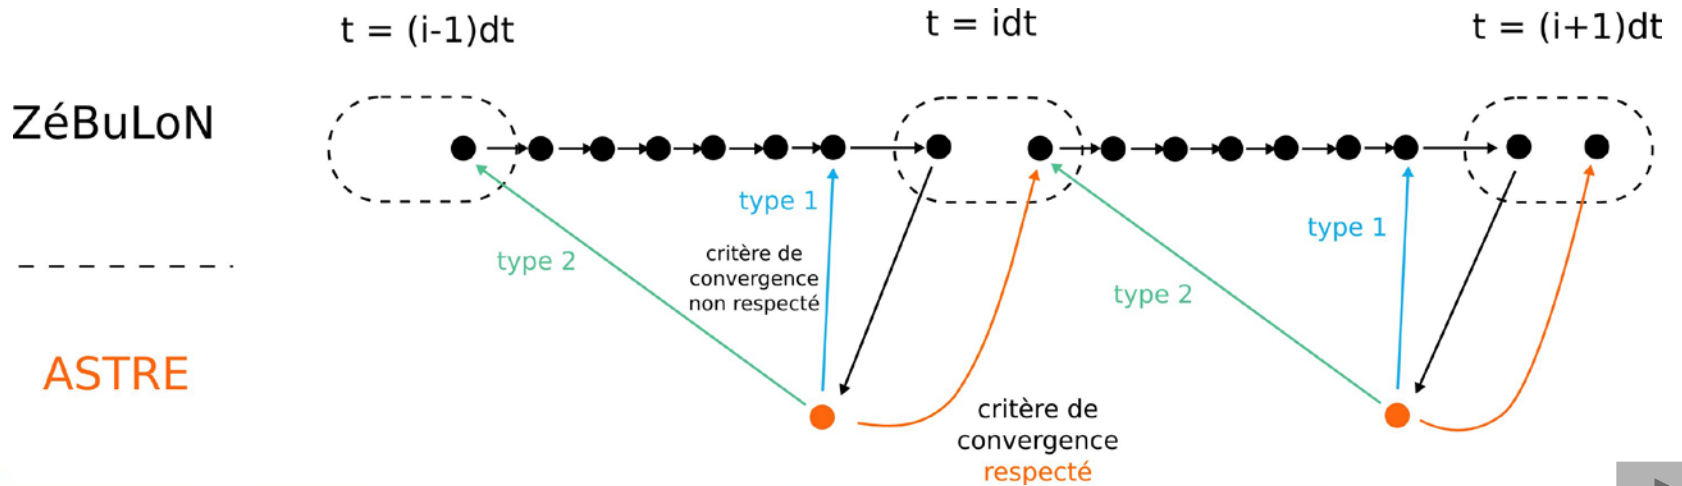 t = (i-1)dt
t = idt
t = (i+1)dt
ZéBuLoN
type 1
type 2
critère de
convergence
non respecté
type 1
type 2
ASTRE
critère de
convergence
respecté